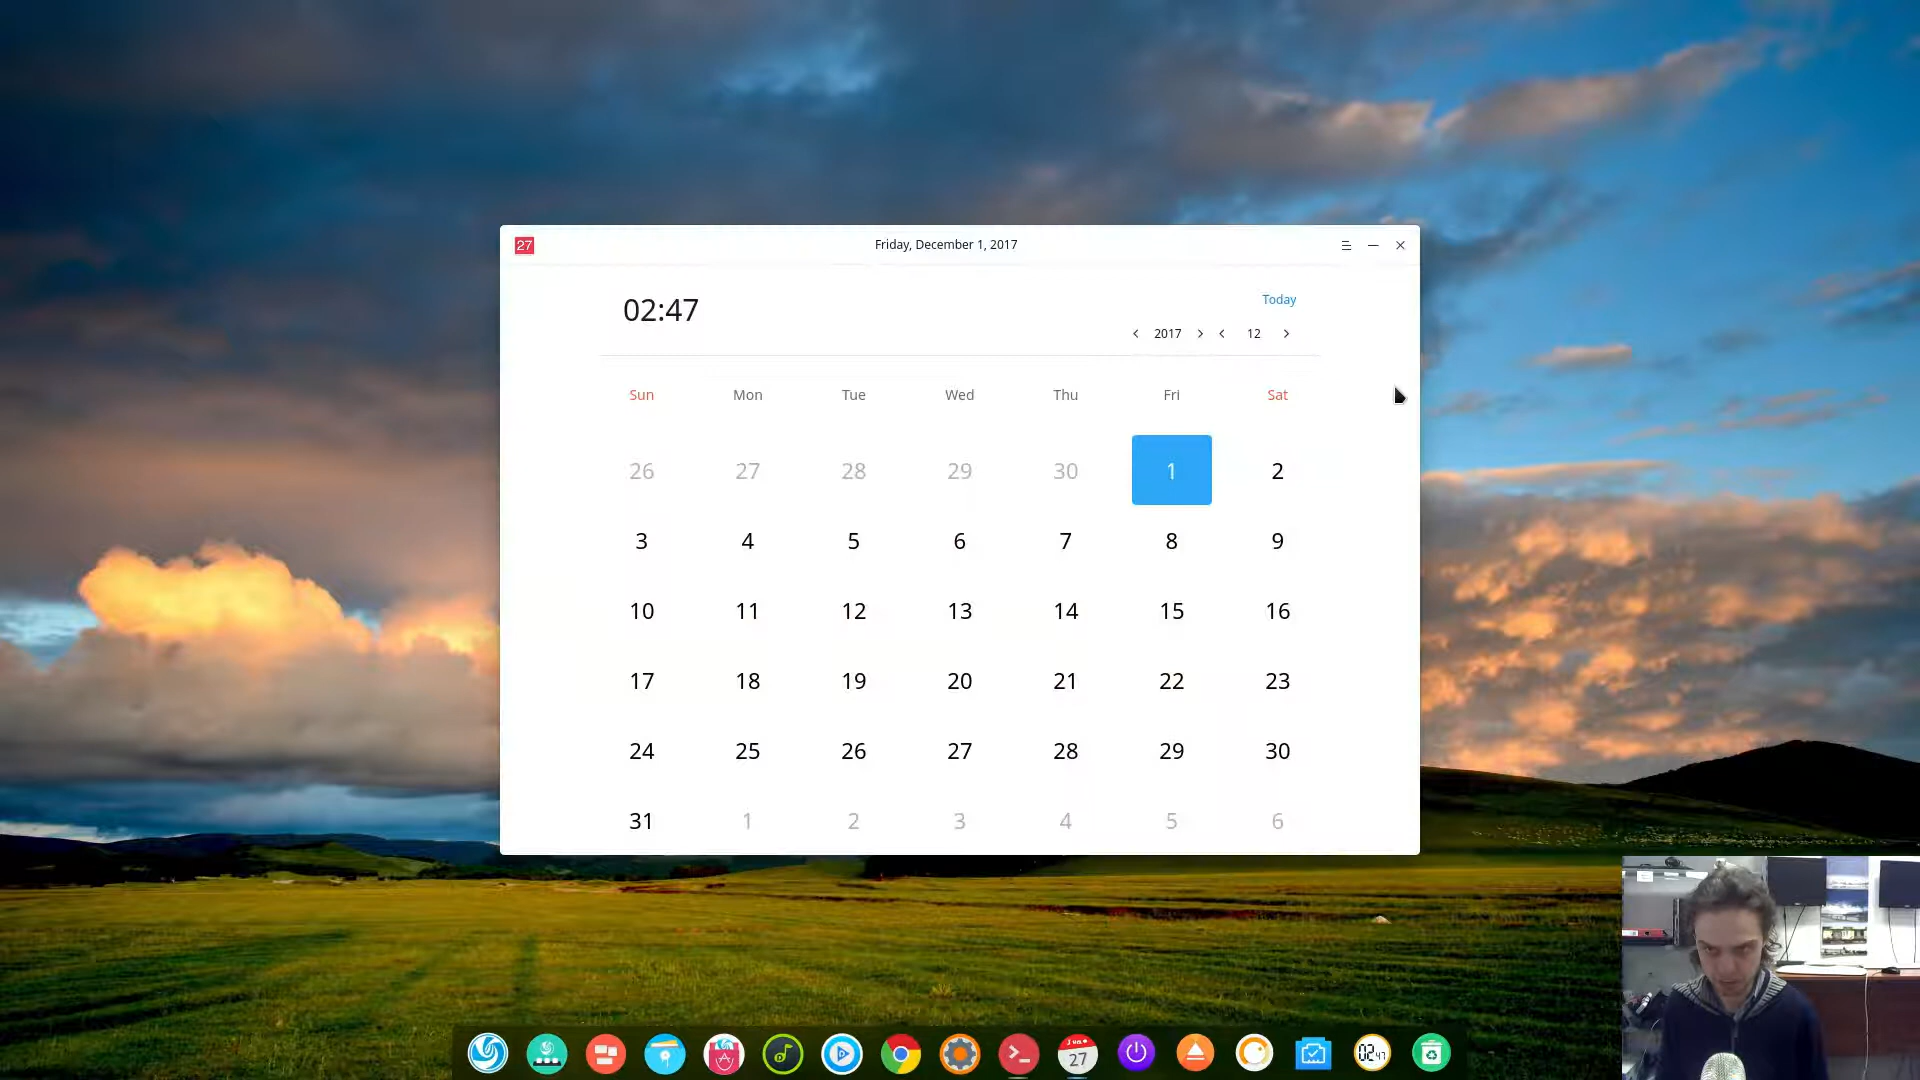 27 Friday, December 1, 2017
02:47
Today
2017 12
Sun Mon Tue Wed Thu Fri Sat
26 27 28 29 30 1 2
3 4 5 6 7 8 9
10 11 12 13 14 15 16
17 18 19 20 21 22 23
24 25 26 27 28 29 30
31 1 2 3 4 5 6
27
02:47